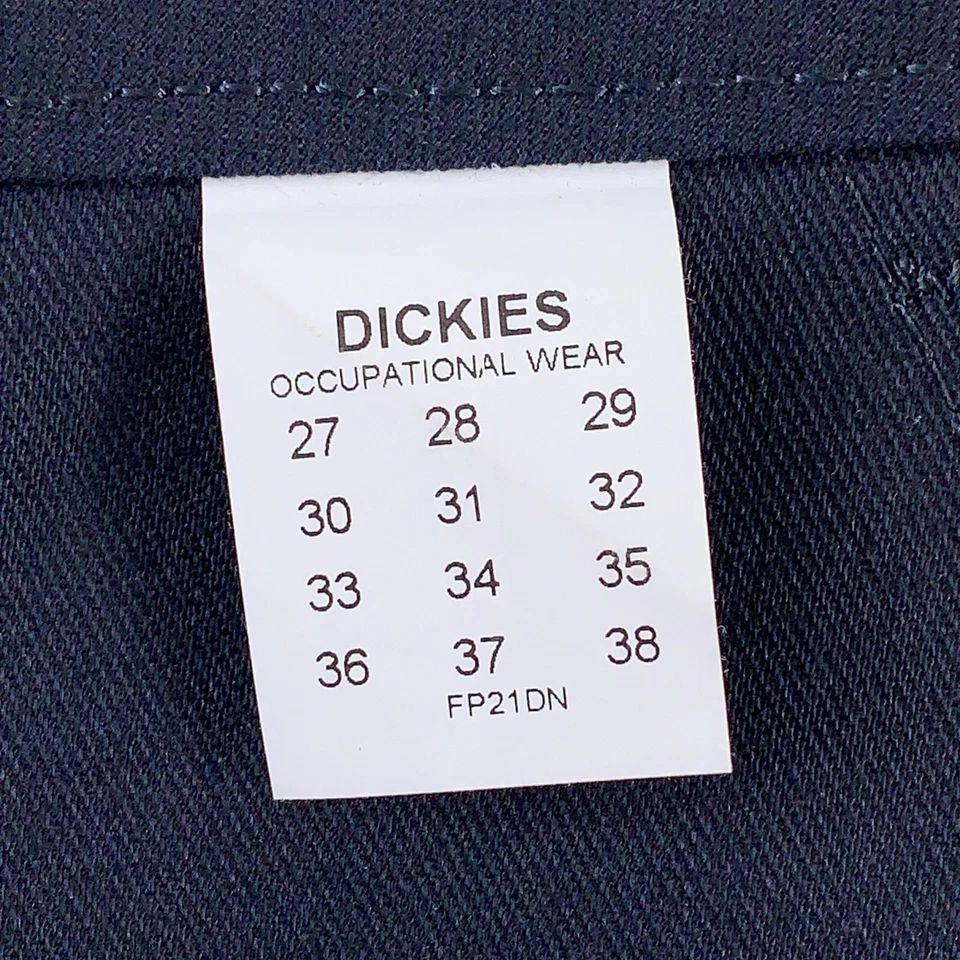 DICKIES
OCCUPATIONAL WEAR
27 28 29
30 31 32
33 34 35
36 37 38
FP21DN